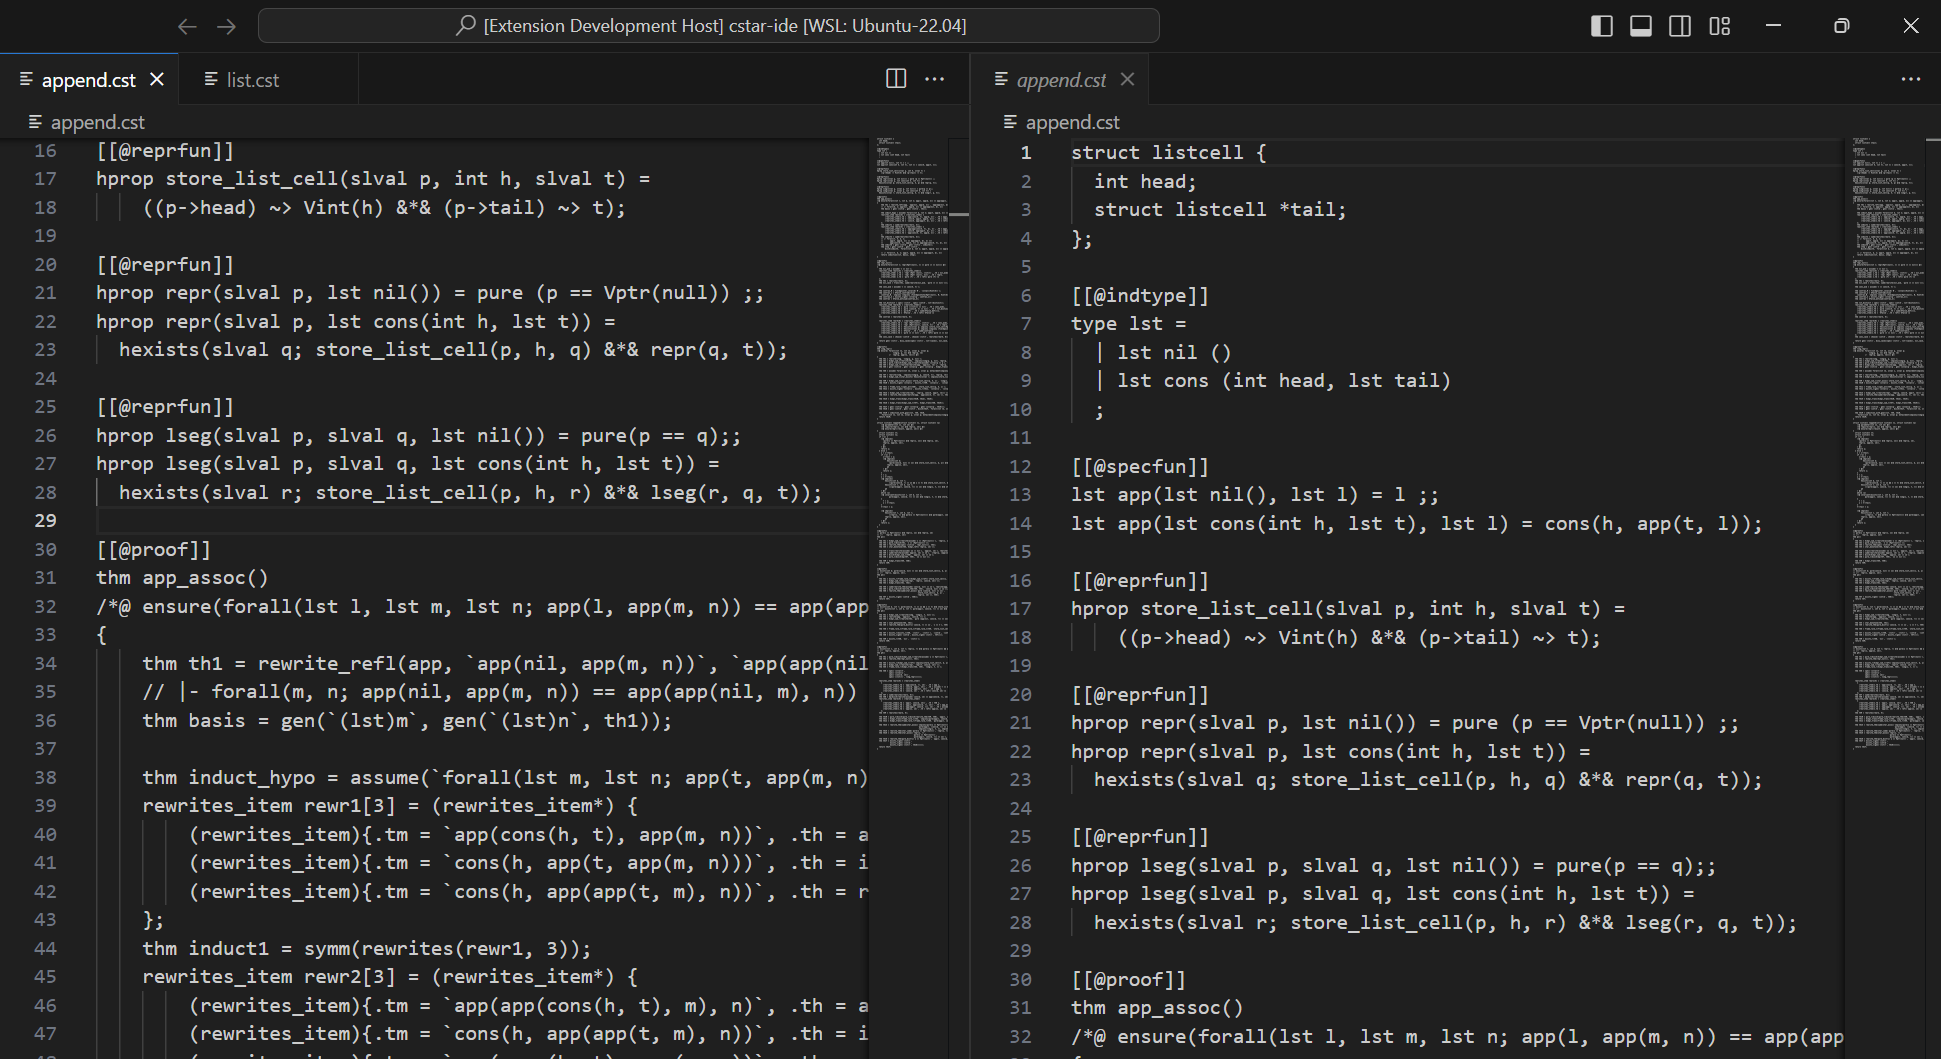 [Extension Development Host] cstar-ide [WSL: Ubuntu-22.04]
append.cst
list.cst
append.cst
16 [[@reprfun]]
17 hprop store_list_cell(slval p, int h, slval t) =
18 ((p->head) ~> Vint(h) &*& (p->tail) ~> t);
19
20 [[@reprfun]]
21 hprop repr(slval p, lst nil()) = pure (p == Vptr(null)) ;;
22 hprop repr(slval p, lst cons(int h, lst t)) =
23 hexists(slval q; store_list_cell(p, h, q) &*& repr(q, t));
24
25 [[@reprfun]]
26 hprop lseg(slval p, slval q, lst nil()) = pure(p == q);;
27 hprop lseg(slval p, slval q, lst cons(int h, lst t)) =
28 hexists(slval r; store_list_cell(p, h, r) &*& lseg(r, q, t));
29
30 [[@proof]]
31 thm app_assoc()
32 /*@ ensure(forall(lst l, lst m, lst n; app(l, app(m, n)) == app(app
33 {
34 thm th1 = rewrite_refl(app, `app(nil, app(m, n))`, `app(app(nil
35 // |- forall(m, n; app(nil, app(m, n)) == app(app(nil, m), n))
36 thm basis = gen(`(lst)m`, gen(`(lst)n`, th1));
37
38 thm induct_hypo = assume(`forall(lst m, lst n; app(t, app(m, n)
39 rewrites_item rewr1[3] = (rewrites_item*) {
40 (rewrites_item){.tm = `app(cons(h, t), app(m, n))`, .th = a
41 (rewrites_item){.tm = `cons(h, app(t, app(m, n)))`, .th = i
42 (rewrites_item){.tm = `cons(h, app(app(t, m), n))`, .th = r
43 };
44 thm induct1 = symm(rewrites(rewr1, 3));
45 rewrites_item rewr2[3] = (rewrites_item*) {
46 (rewrites_item){.tm = `app(app(cons(h, t), m), n)`, .th = a
47 (rewrites_item){.tm = `cons(h, app(app(t, m), n))`, .th = i
append.cst
append.cst
1 struct listcell {
2 int head;
3 struct listcell *tail;
4 };
5
6 [[@indtype]]
7 type lst =
8 | lst nil ()
9 | lst cons (int head, lst tail)
10 ;
11
12 [[@specfun]]
13 lst app(lst nil(), lst l) = l ;;
14 lst app(lst cons(int h, lst t), lst l) = cons(h, app(t, l));
15
16 [[@reprfun]]
17 hprop store_list_cell(slval p, int h, slval t) =
18 ((p->head) ~> Vint(h) &*& (p->tail) ~> t);
19
20 [[@reprfun]]
21 hprop repr(slval p, lst nil()) = pure (p == Vptr(null)) ;;
22 hprop repr(slval p, lst cons(int h, lst t)) =
23 hexists(slval q; store_list_cell(p, h, q) &*& repr(q, t));
24
25 [[@reprfun]]
26 hprop lseg(slval p, slval q, lst nil()) = pure(p == q);;
27 hprop lseg(slval p, slval q, lst cons(int h, lst t)) =
28 hexists(slval r; store_list_cell(p, h, r) &*& lseg(r, q, t));
29
30 [[@proof]]
31 thm app_assoc()
32 /*@ ensure(forall(lst l, lst m, lst n; app(l, app(m, n)) == app(app